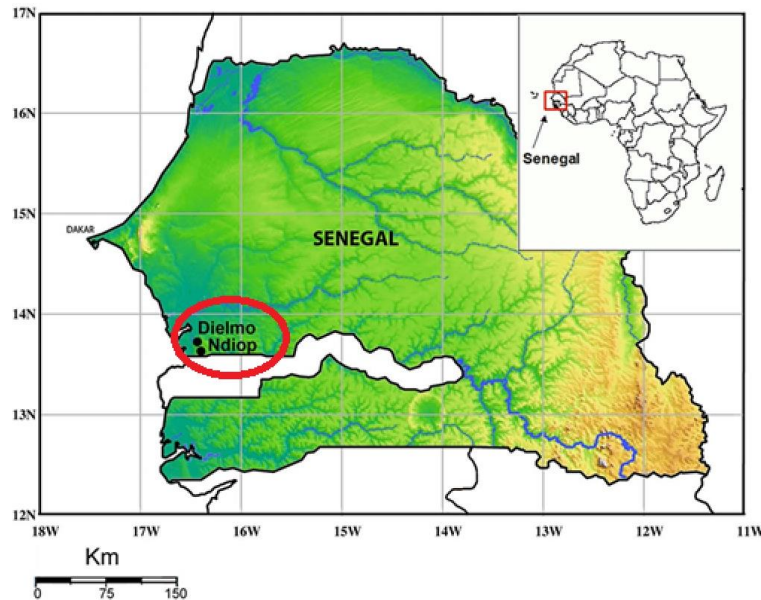 17N
16N
15N
14N
13N
12N
Senegal
DAKAR
SENEGAL
Dielmo
Ndiop
18W 17W 16W 15W 14W 13W 12W 11W
Km
0 75 150